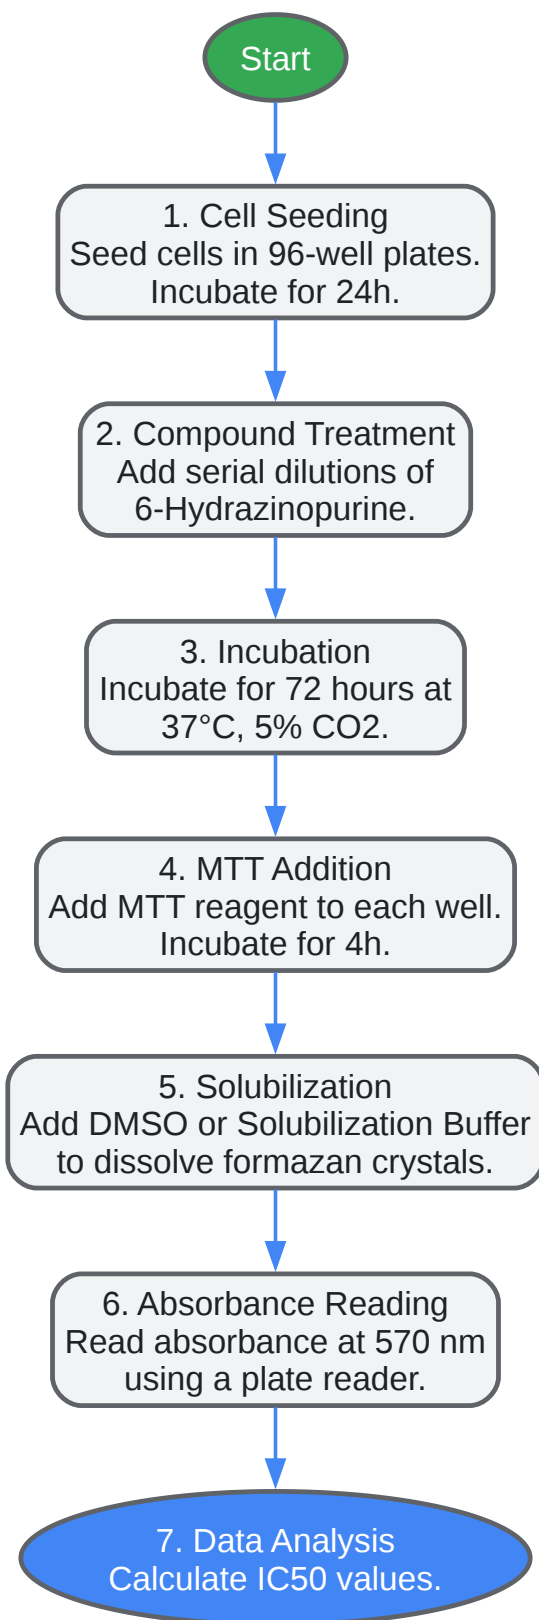 Start
1. Cell Seeding
Seed cells in 96-well plates.
Incubate for 24h.
2. Compound Treatment
Add serial dilutions of
6-Hydrazinopurine.
3. Incubation
Incubate for 72 hours at
37°C, 5% CO2.
4. MTT Addition
Add MTT reagent to each well.
Incubate for 4h.
5. Solubilization
Add DMSO or Solubilization Buffer
to dissolve formazan crystals.
6. Absorbance Reading
Read absorbance at 570 nm
using a plate reader.
7. Data Analysis
Calculate IC50 values.